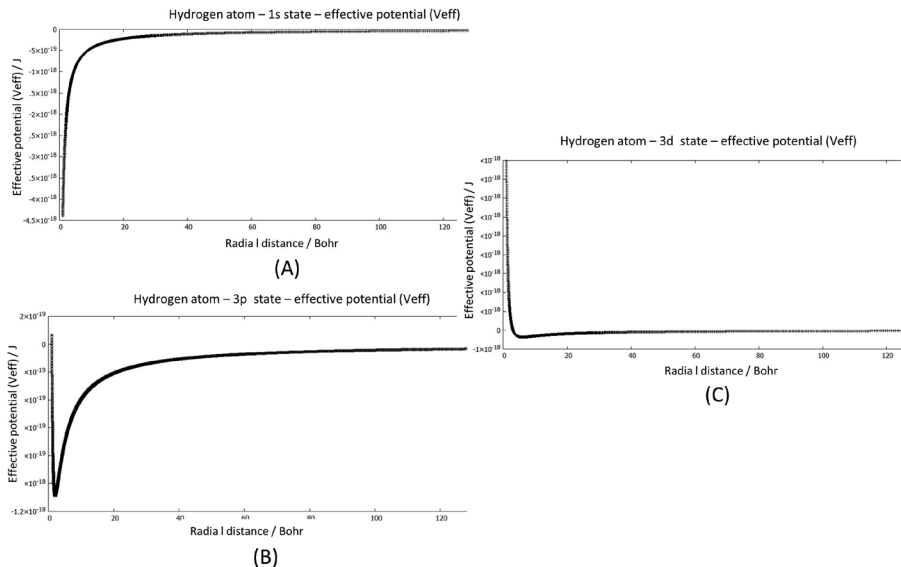 Hydrogen atom – 1s state – effective potential (Veff)
Effective potential (Veff) / J
0
-5×10⁻¹⁹
-1×10⁻¹⁸
.5×10⁻¹⁸
-2×10⁻¹⁸
.5×10⁻¹⁸
-3×10⁻¹⁸
.5×10⁻¹⁸
-4×10⁻¹⁸
-4.5×10⁻¹⁸
0 20 40 60 80 100 120
Radia l distance / Bohr
(A)
Hydrogen atom – 3p state – effective potential (Veff)
Effective potential (Veff) / J
2×10⁻¹⁹
0
×10⁻¹⁹
×10⁻¹⁹
×10⁻¹⁹
×10⁻¹⁹
×10⁻¹⁸
-1.2×10⁻¹⁸
0 20 40 60 80 100 120
Radia l distance / Bohr
(B)
Hydrogen atom – 3d state – effective potential (Veff)
Effective potential (Veff) / J
<10⁻¹⁸
<10⁻¹⁸
<10⁻¹⁸
<10⁻¹⁸
<10⁻¹⁸
<10⁻¹⁸
<10⁻¹⁸
<10⁻¹⁸
<10⁻¹⁸
0
-1×10⁻¹⁸
0 20 40 60 80 100 120
Radia l distance / Bohr
(C)